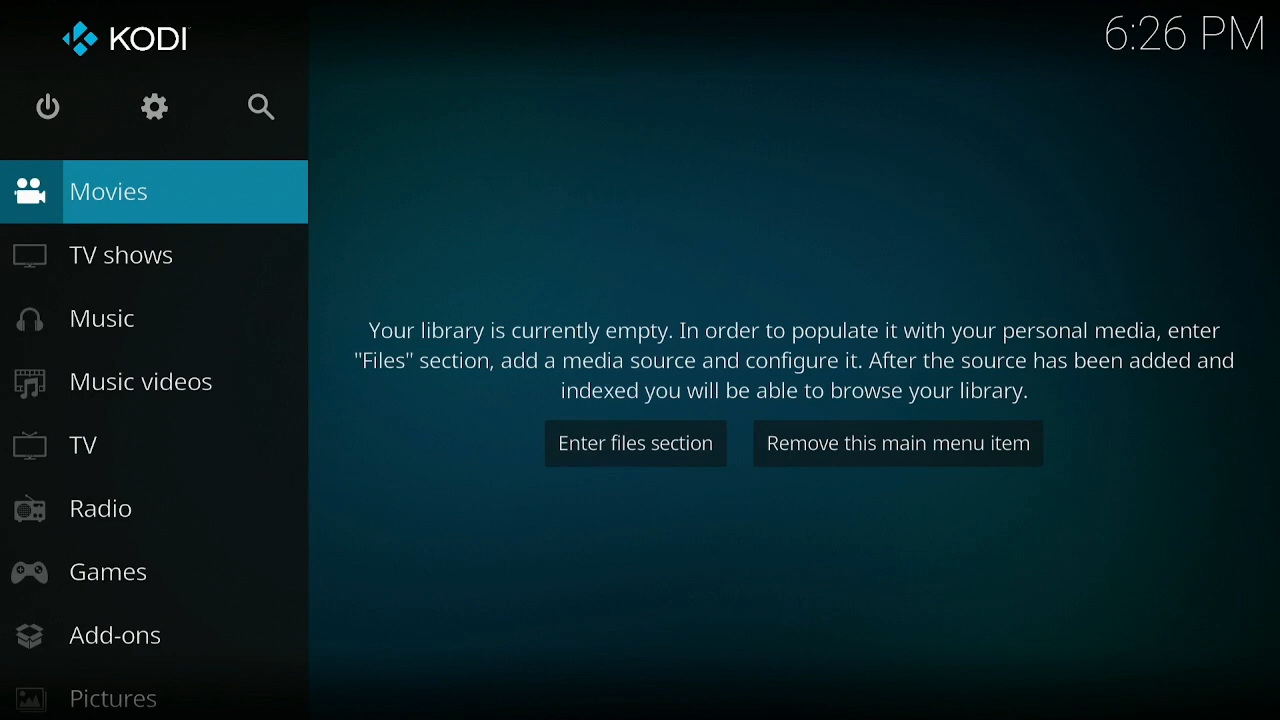 KODI
6:26 PM
Movies
TV shows
Music
Music videos
TV
Radio
Games
Add-ons
Pictures
Your library is currently empty. In order to populate it with your personal media, enter
"Files" section, add a media source and configure it. After the source has been added and
indexed you will be able to browse your library.
Enter files section
Remove this main menu item